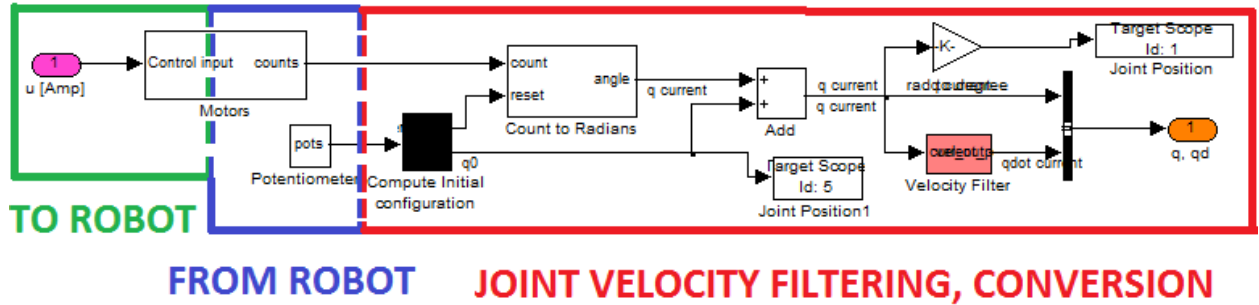 1
u [Amp]
Control input
counts
Motors
pots
Potentiometer
Compute Initial
configuration
q0
count
reset
angle
Count to Radians
q current
Add
q current
q current
-K-
Target Scope
Id: 1
Joint Position
Target Scope
Id: 5
Joint Position1
Velocity Filter
qdot current
1
q, qd
TO ROBOT
FROM ROBOT
JOINT VELOCITY FILTERING, CONVERSION